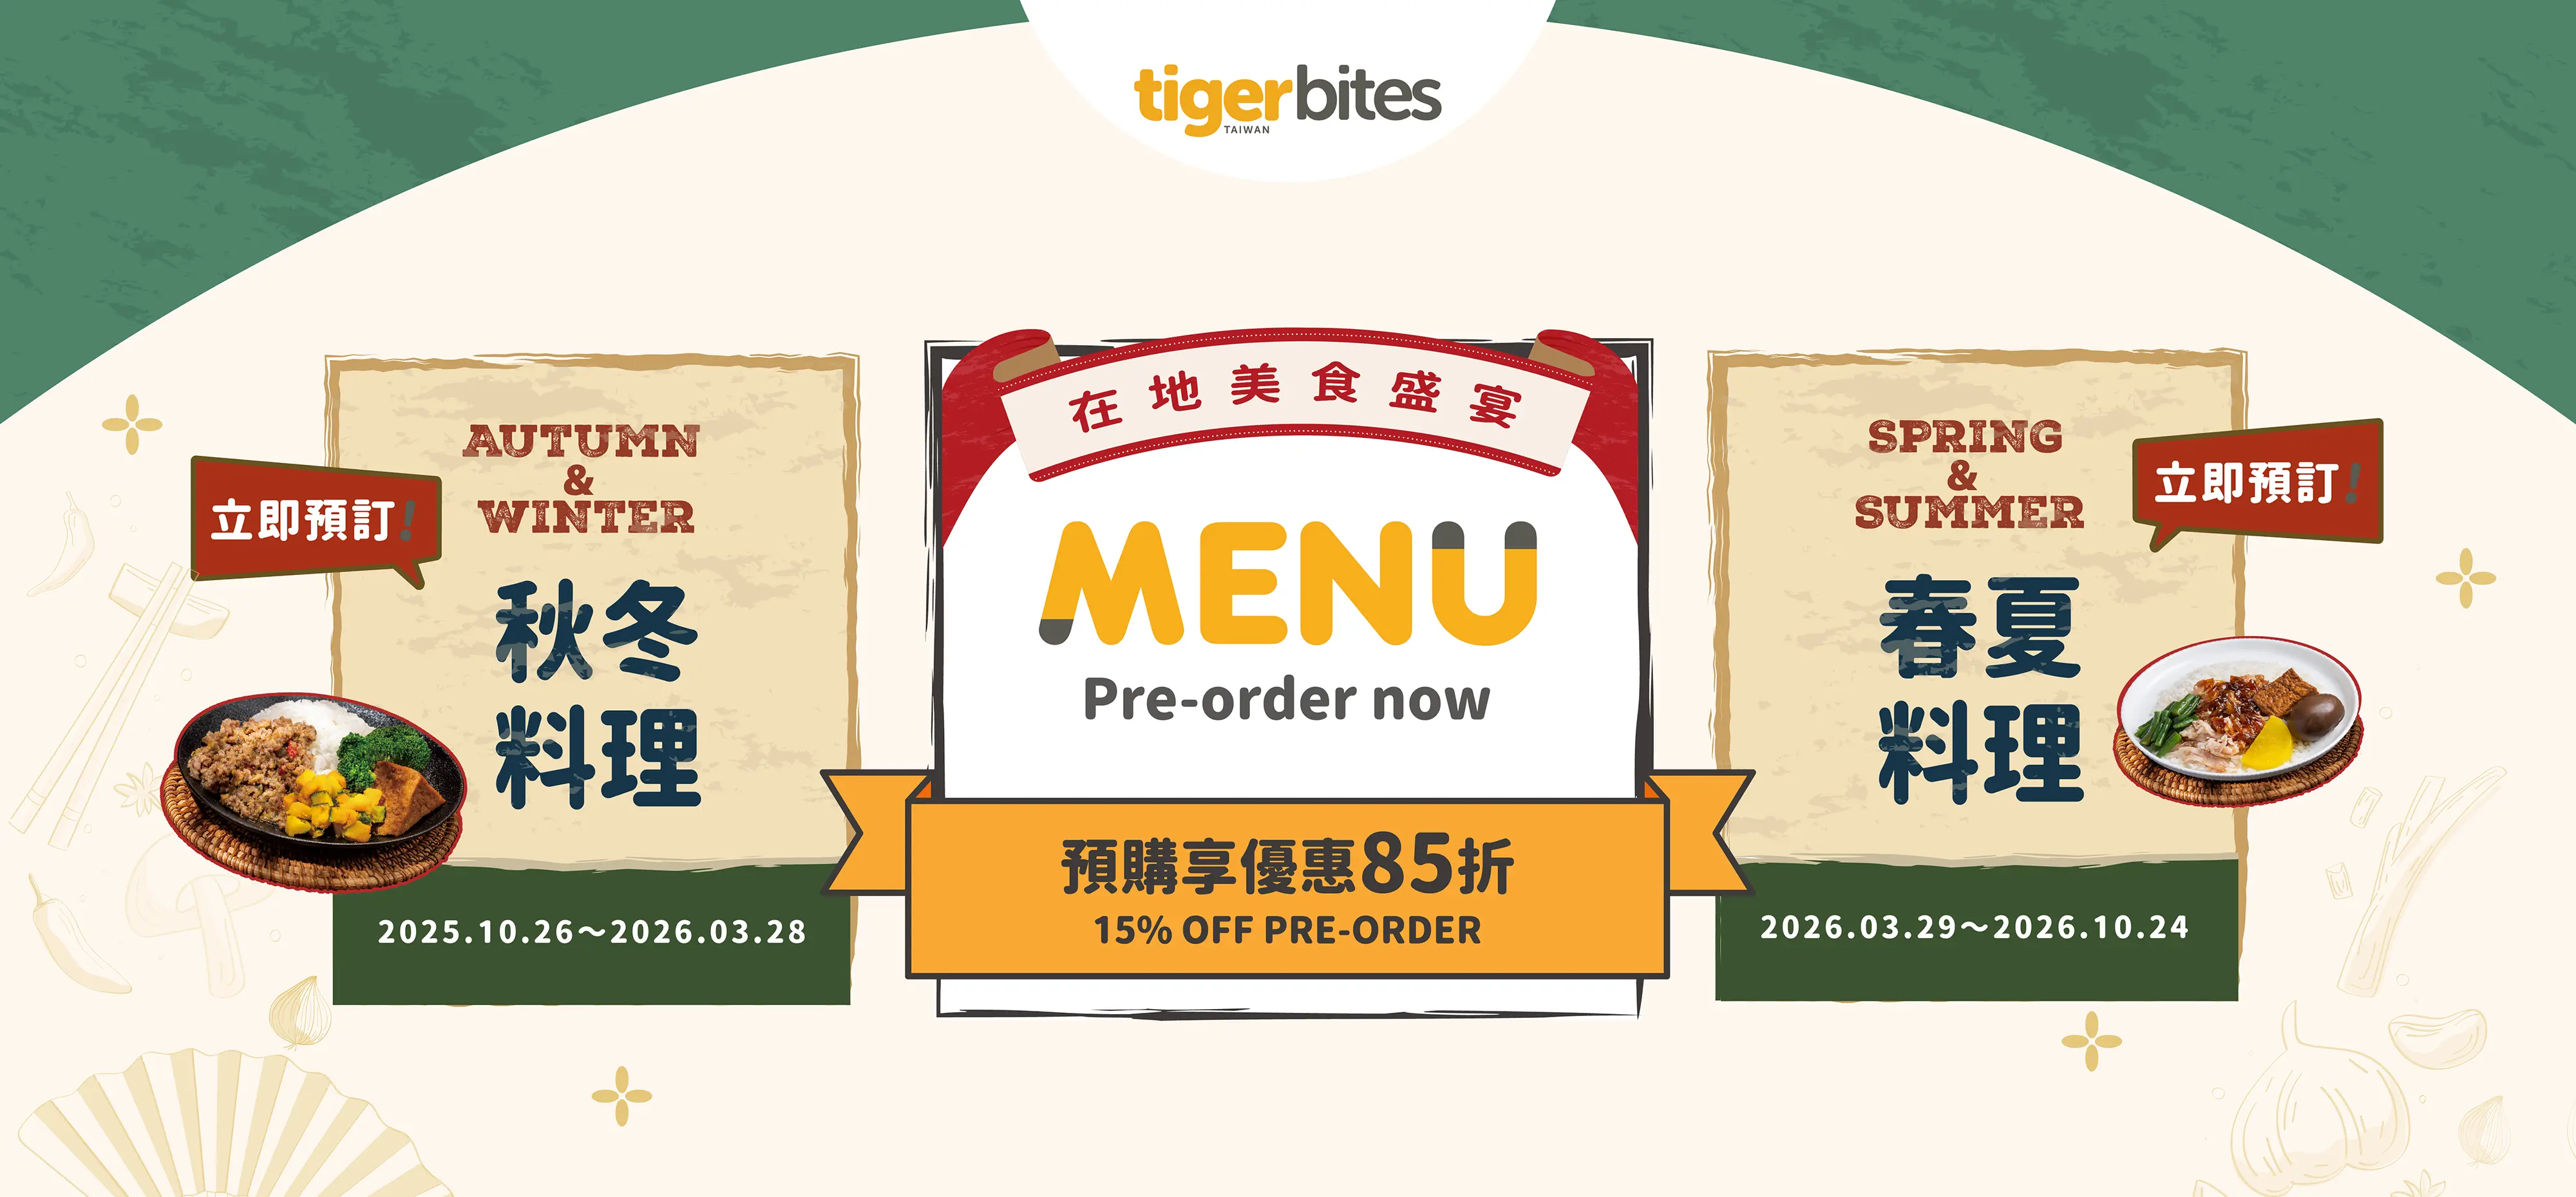 tigerbites
TAIWAN
AUTUMN
&
WINTER
立即預訂!
秋冬
料理
2025.10.26～2026.03.28
在地美食盛宴
MENU
Pre-order now
預購享優惠85折
15% OFF PRE-ORDER
SPRING
&
SUMMER
立即預訂!
春夏
料理
2026.03.29～2026.10.24